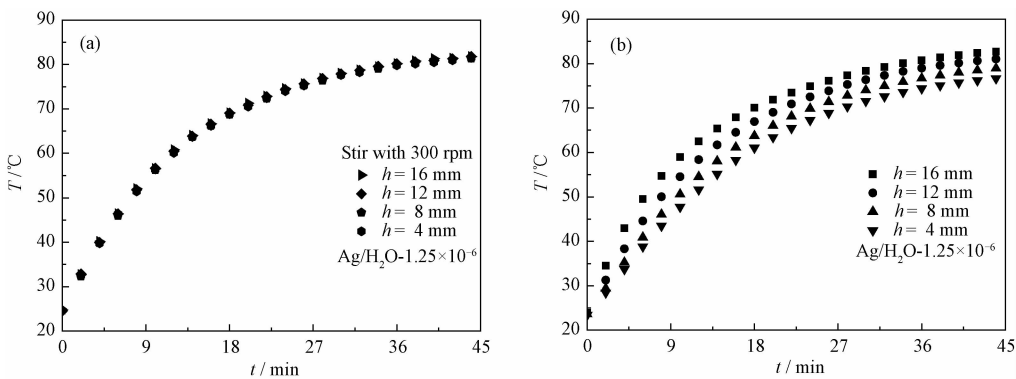 (a)
T/℃
90
80
70
60
50
40
30
20
Stir with 300 rpm
h= 16 mm
h= 12 mm
h= 8 mm
h= 4 mm
Ag/H₂O-1.25×10⁻⁶
0 9 18 27 36 45
t / min
(b)
T/℃
90
80
70
60
50
40
30
20
h= 16 mm
h= 12 mm
h= 8 mm
h= 4 mm
Ag/H₂O-1.25×10⁻⁶
0 9 18 27 36 45
t / min